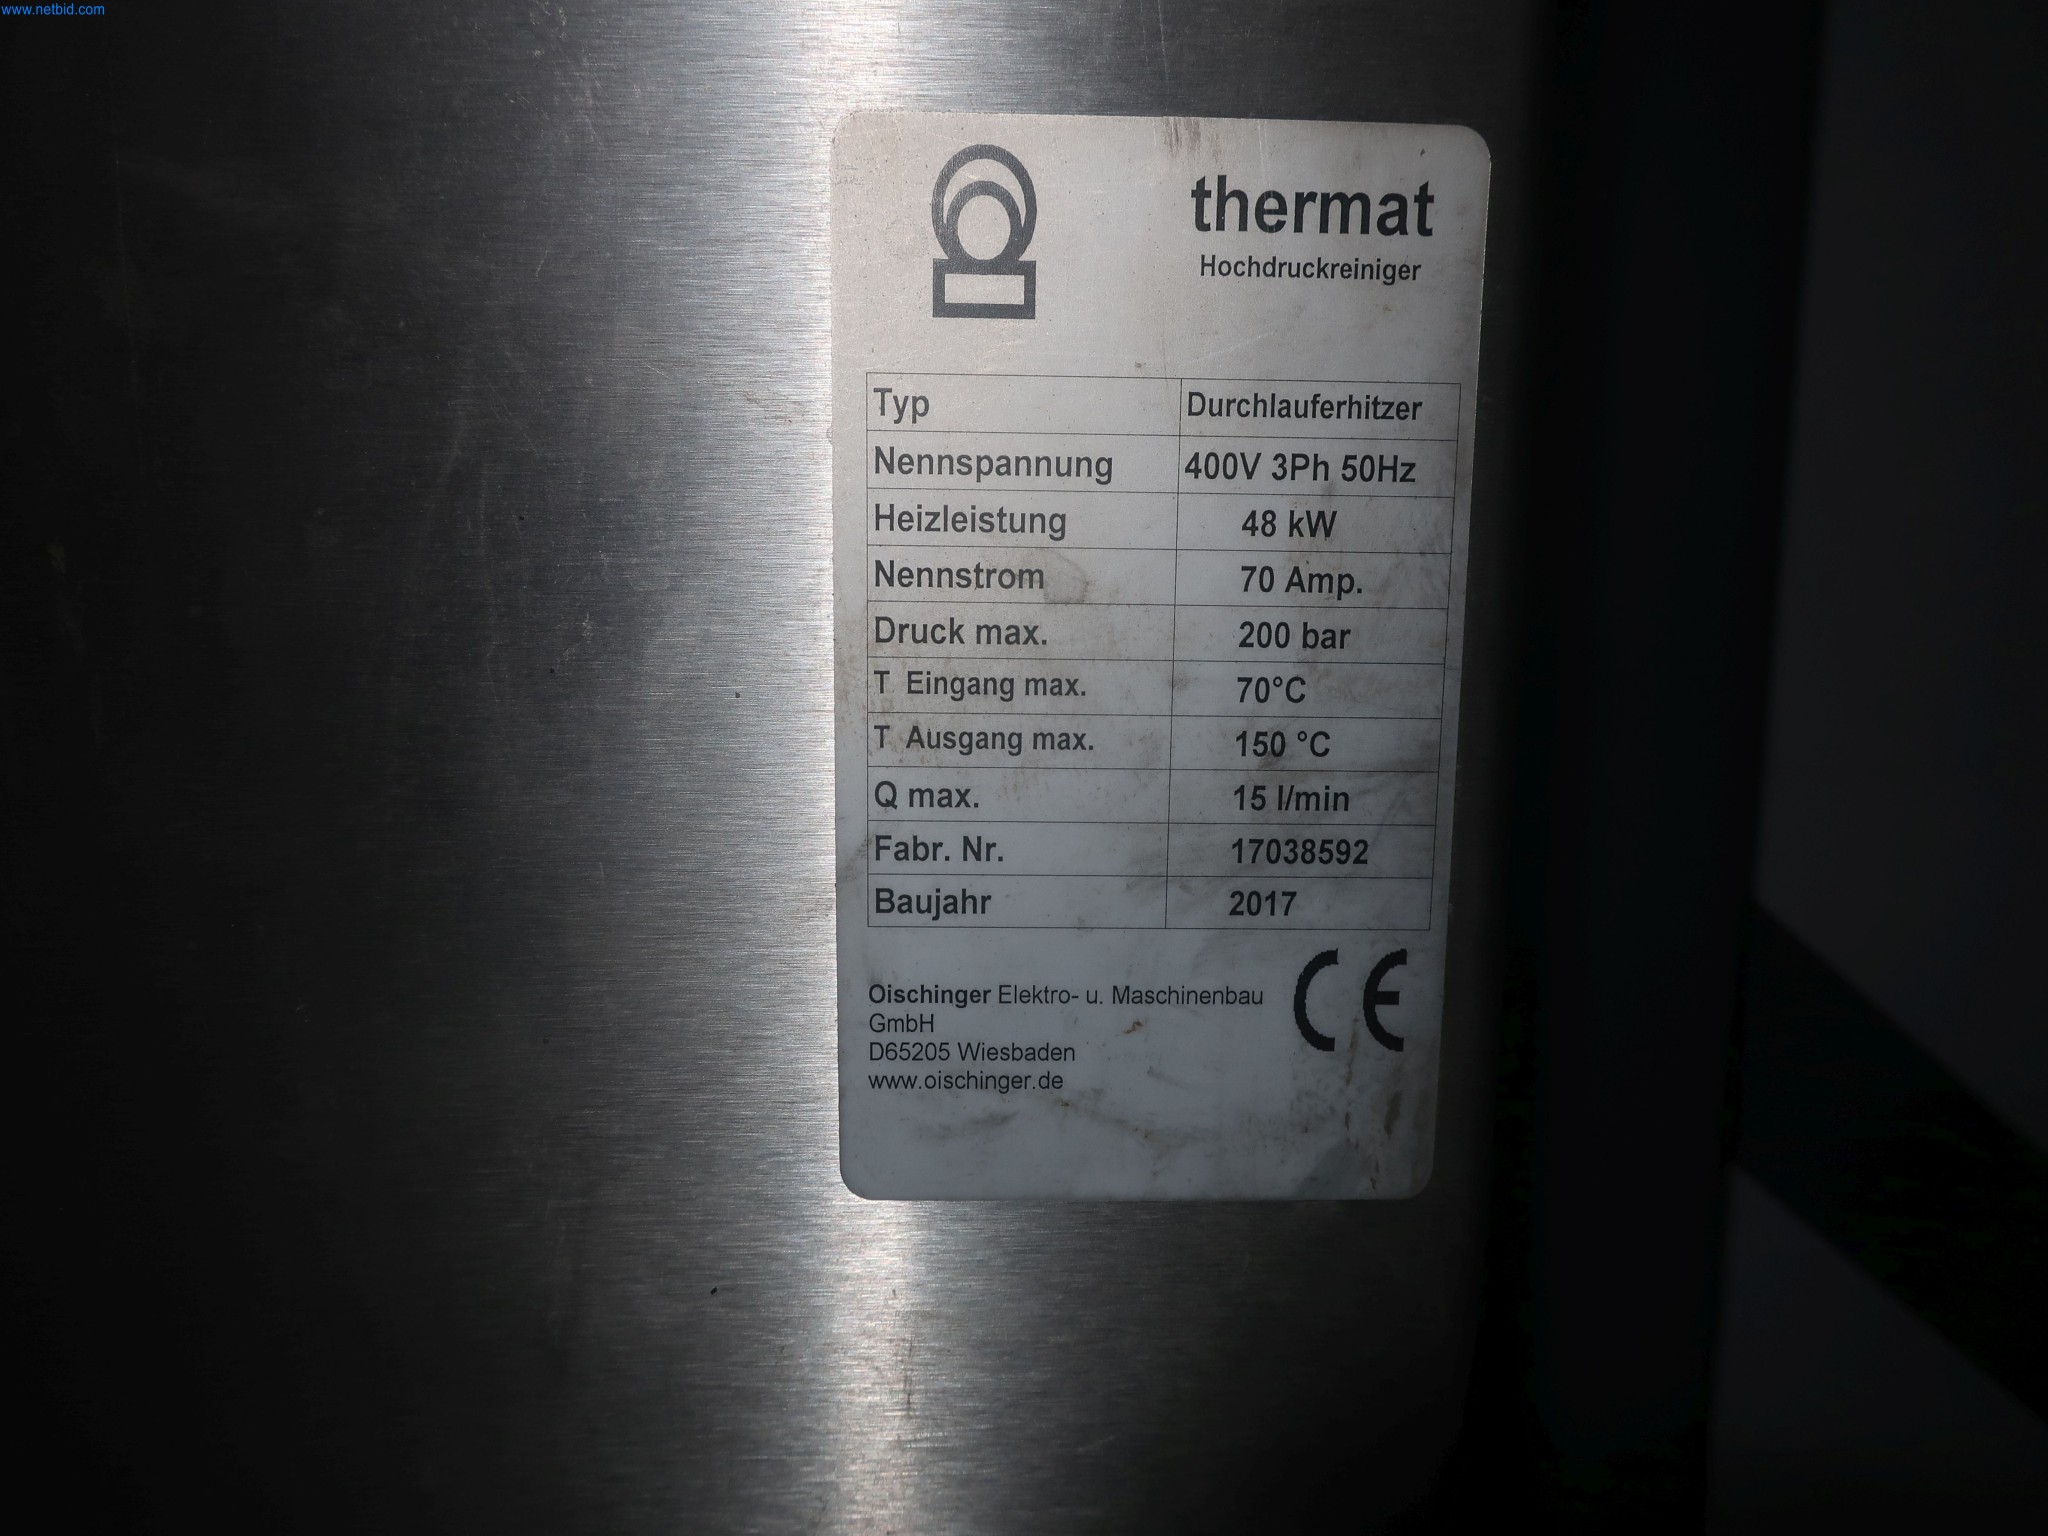 www.netbid.com
thermat
Hochdruckreiniger
Typ Durchlauferhitzer
Nennspannung 400V 3Ph 50Hz
Heizleistung 48 kW
Nennstrom 70 Amp.
Druck max. 200 bar
T Eingang max. 70°C
T Ausgang max. 150 °C
Q max. 15 l/min
Fabr. Nr. 17038592
Baujahr 2017
Oischinger Elektro- u. Maschinenbau
GmbH
D65205 Wiesbaden
www.oischinger.de
CE